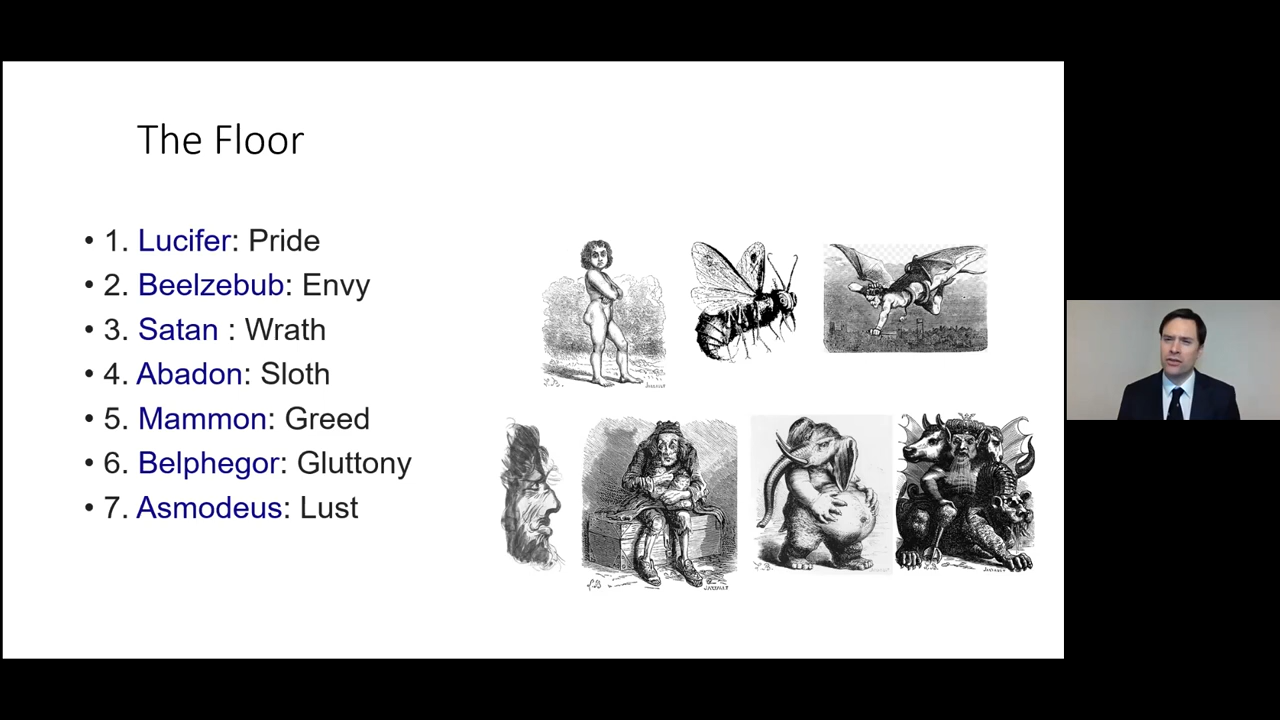 The Floor
• 1. Lucifer: Pride
• 2. Beelzebub: Envy
• 3. Satan : Wrath
• 4. Abadon: Sloth
• 5. Mammon: Greed
• 6. Belphegor: Gluttony
• 7. Asmodeus: Lust